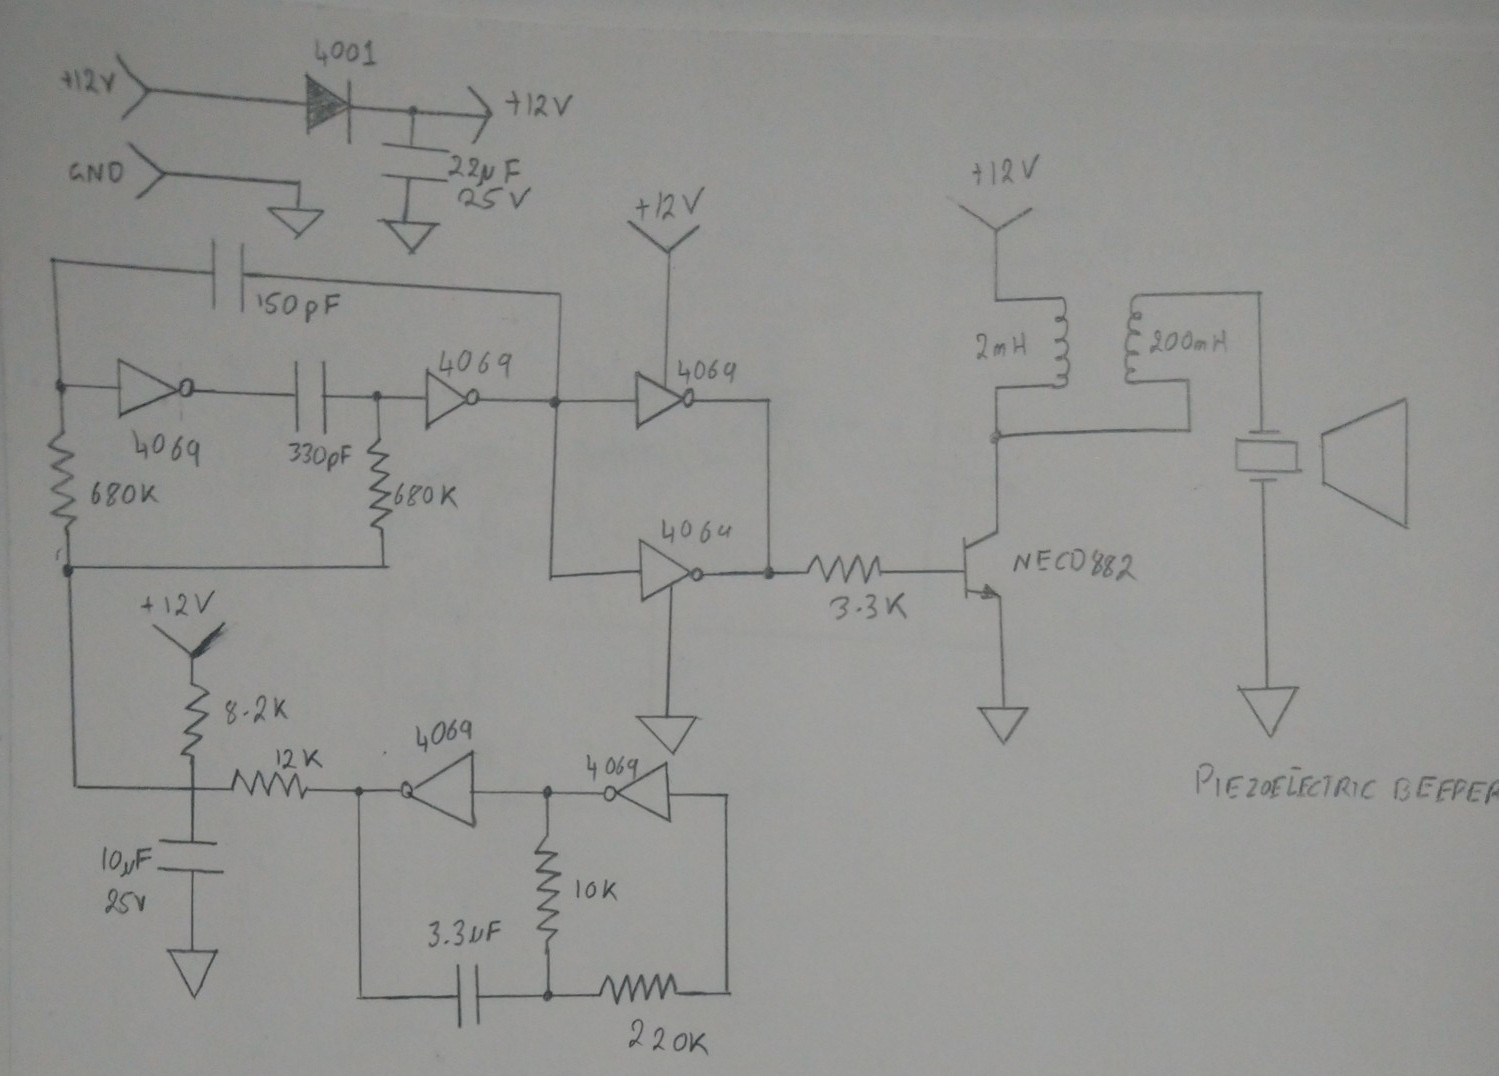 4001
+12V
+12V
GND
22µF
25V
+12V
+12V
150pF
2mH
200mH
4069
4069
4069
330pF
680K
680K
4069
3.3K
NECD882
+12V
8.2K
12K
4069
4069
PIEZOELECTRIC BEEPER
10µF
25V
10K
3.3µF
220K